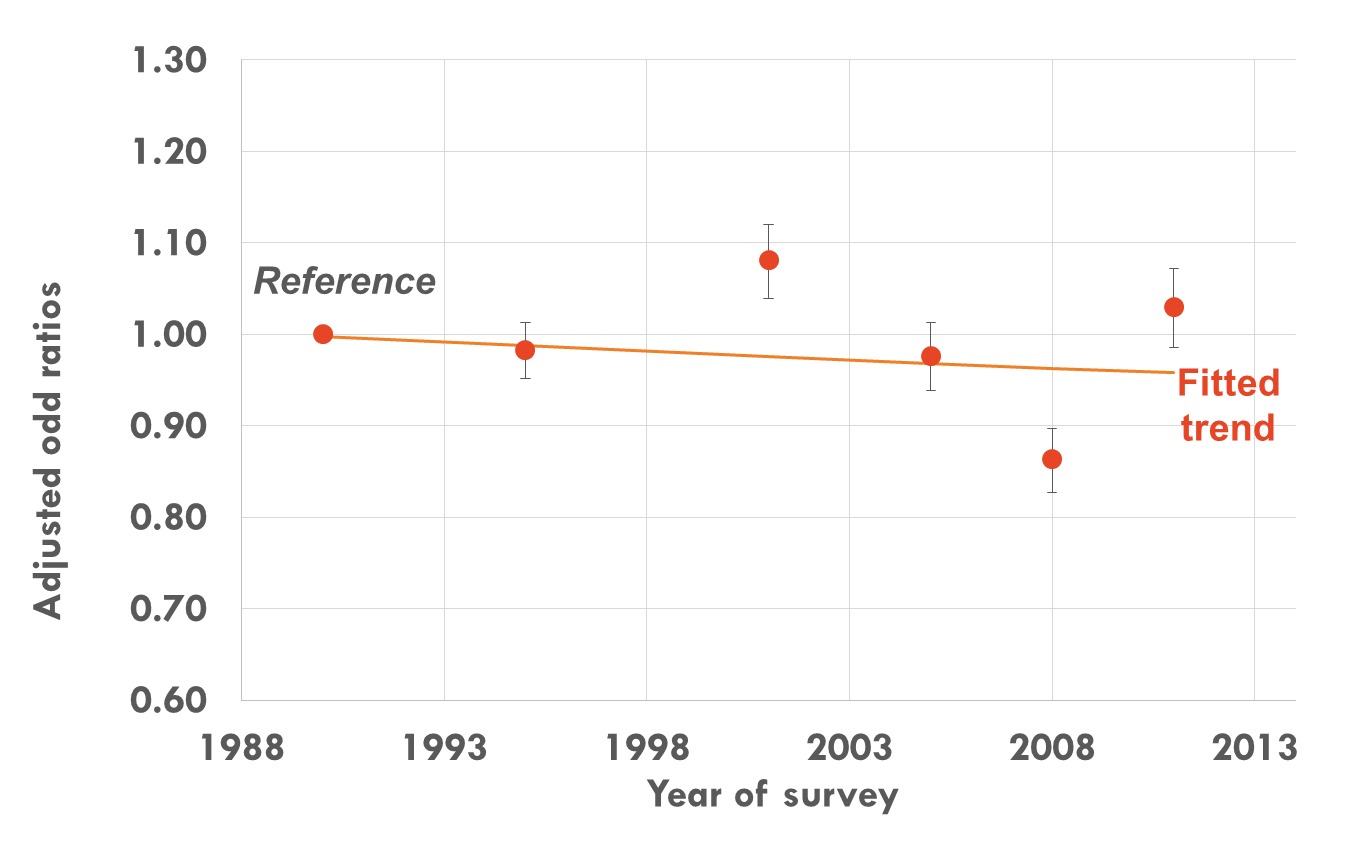 1.30
1.20
1.10
Reference
1.00
Fitted
trend
0.90
0.80
0.70
0.60
Adjusted odd ratios
1988 1993 1998 2003 2008 2013
Year of survey